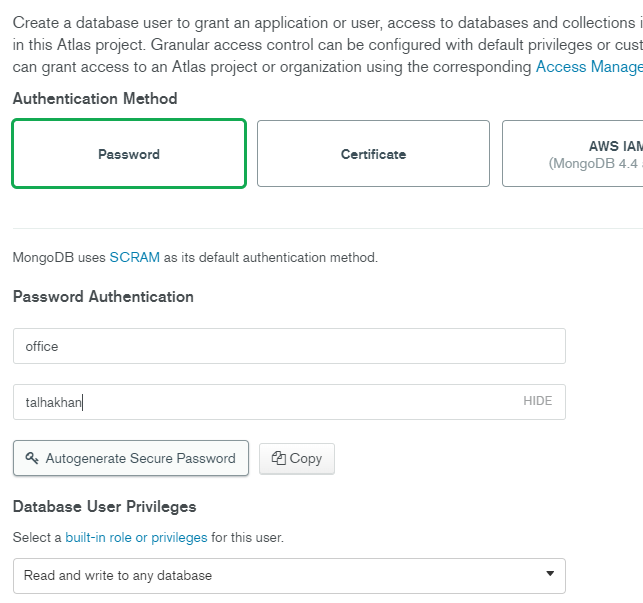 Create a database user to grant an application or user, access to databases and collections i
in this Atlas project. Granular access control can be configured with default privileges or cust
can grant access to an Atlas project or organization using the corresponding Access Manage
Authentication Method
Password
Certificate
AWS IAM
(MongoDB 4.4
MongoDB uses SCRAM as its default authentication method.
Password Authentication
office
talhakhan HIDE
Autogenerate Secure Password Copy
Database User Privileges
Select a built-in role or privileges for this user.
Read and write to any database